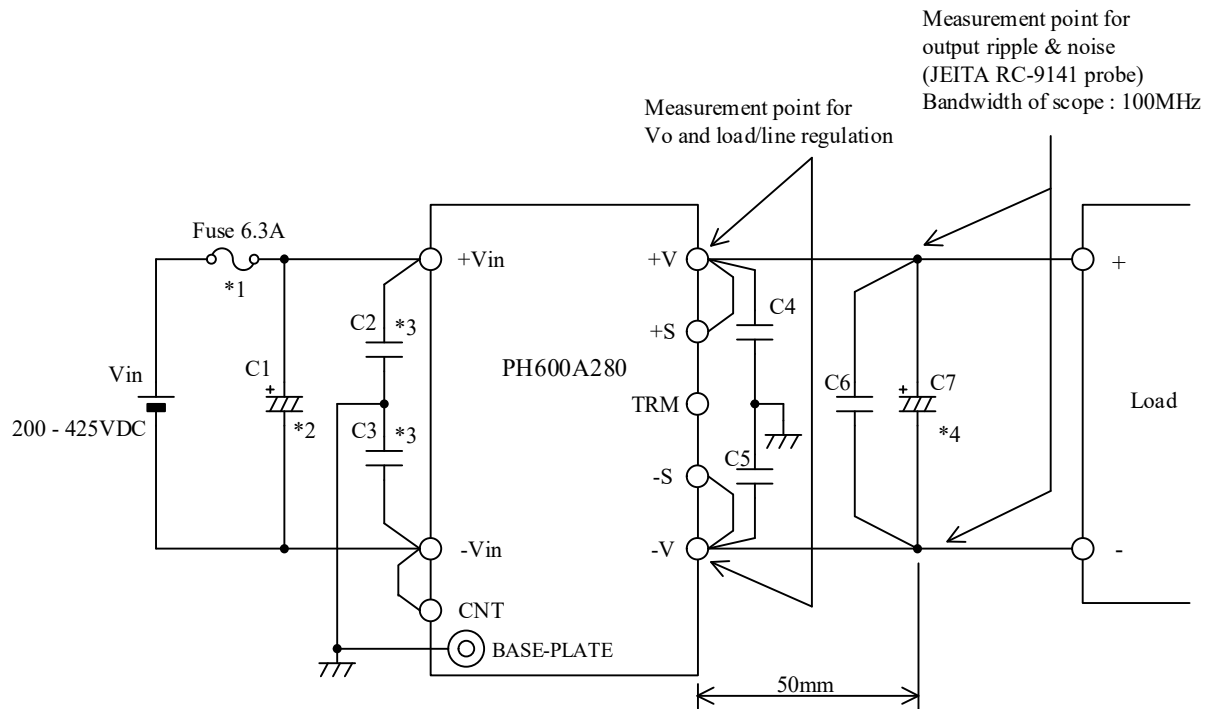 Measurement point for
output ripple & noise
(JEITA RC-9141 probe)
Bandwidth of scope : 100MHz
Measurement point for
Vo and load/line regulation
Fuse 6.3A
*1
+Vin
+V
+
C2
*3
C4
+S
PH600A280
Vin
C1
+
C6
+
C7
TRM
Load
200 - 425VDC
*2
C3
*3
*4
C5
-S
-Vin
-V
-
CNT
BASE-PLATE
50mm